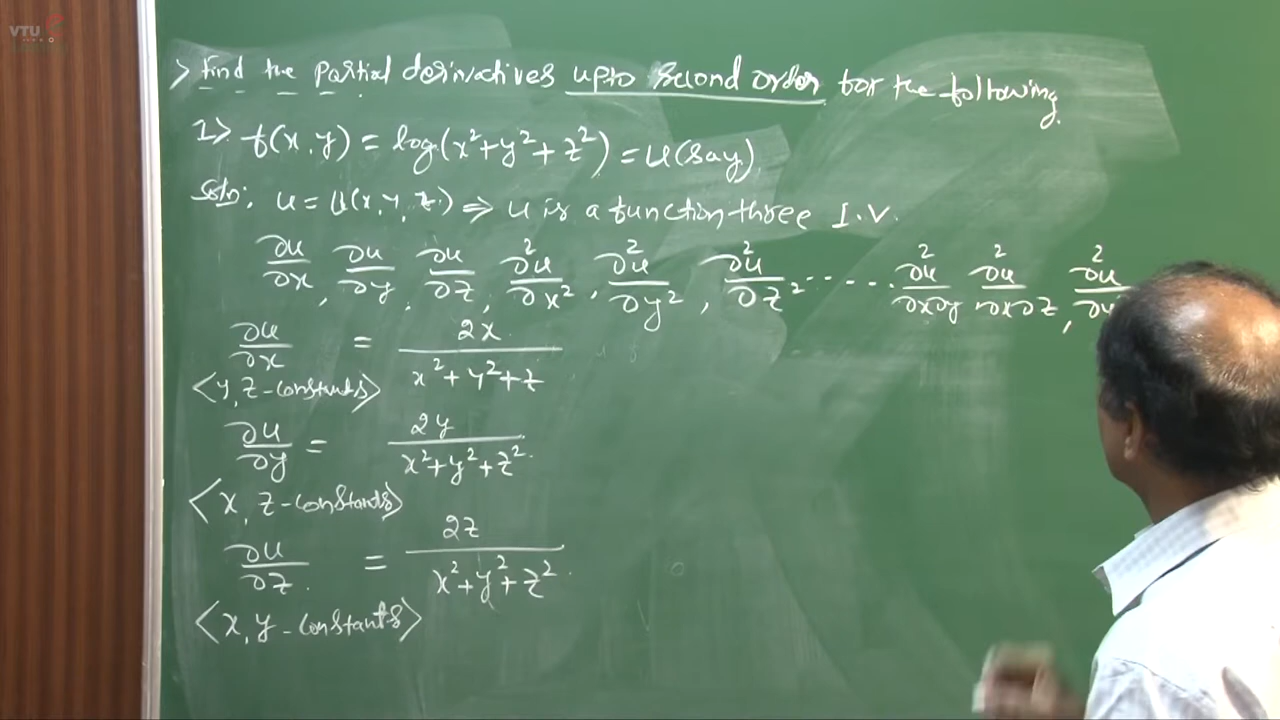 VTU
> Find the Partial derivatives upto second order for the following.
1> f(x, y) = log(x²+y²+z²) = u(say)
Soln: u = u(x, y, z) ⇒ u is a function three I.V.
∂u/∂x, ∂u/∂y, ∂u/∂z, ∂²u/∂x², ∂²u/∂y², ∂²u/∂z² ........ ∂²u/∂x∂y ∂²u/∂x∂z, ∂²u/∂y
∂u/∂x = 2x/(x²+y²+z
<y, z-constants>
∂u/∂y = 2y/(x²+y²+z²).
<x, z-constants>
∂u/∂z = 2z/(x²+y²+z²).
<x, y-constants>